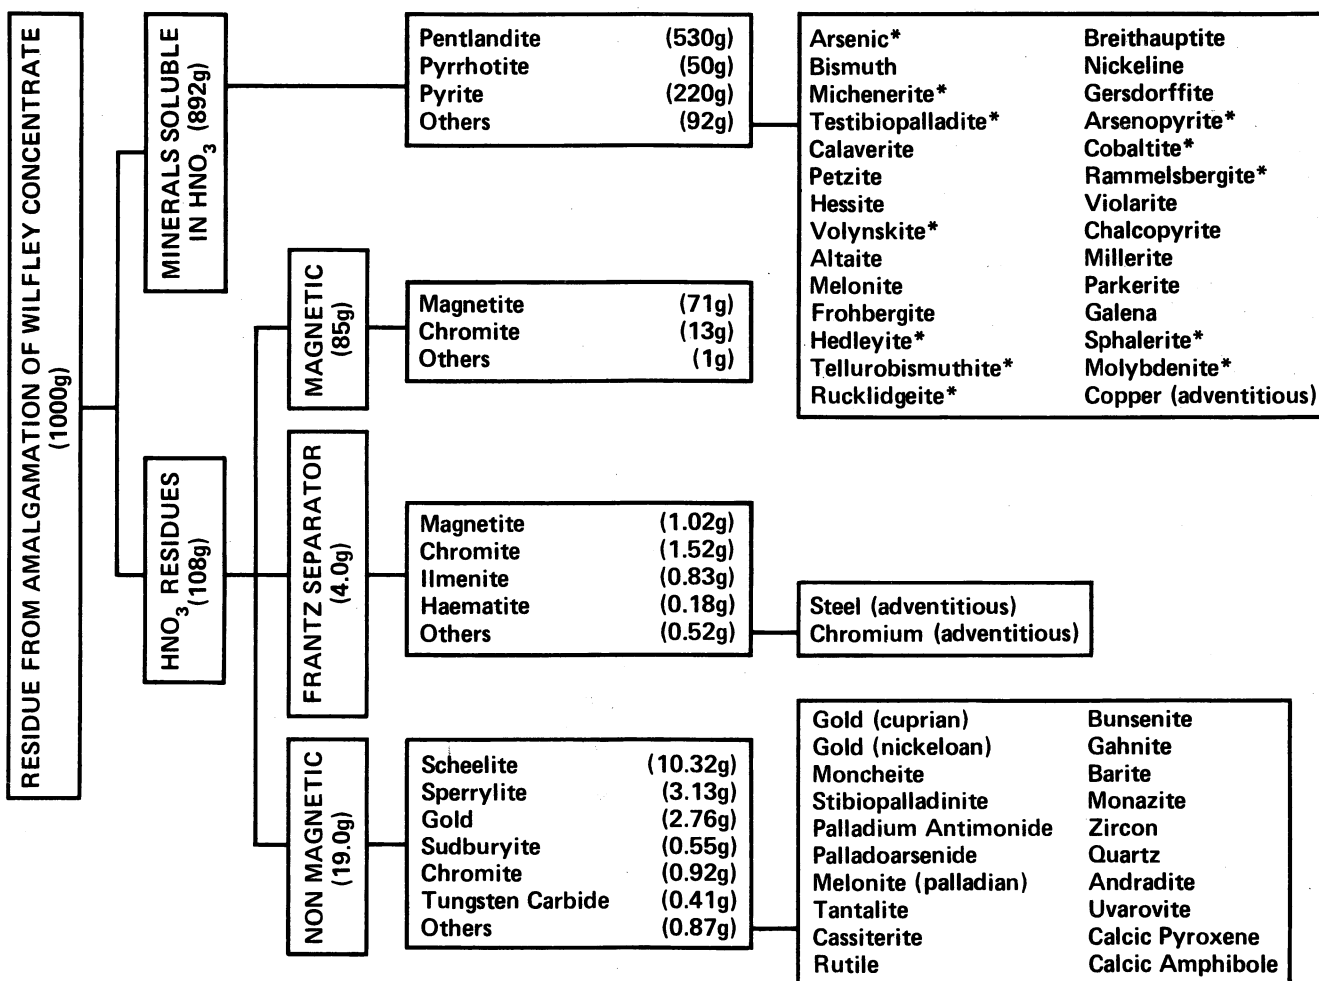 RESIDUE FROM AMALGAMATION OF WILFLEY CONCENTRATE
(1000g)
MINERALS SOLUBLE
IN HNO3 (892g)
Pentlandite (530g)
Pyrrhotite (50g)
Pyrite (220g)
Others (92g)
Arsenic* Breithauptite
Bismuth Nickeline
Michenerite* Gersdorffite
Testibiopalladite* Arsenopyrite*
Calaverite Cobaltite*
Petzite Rammelsbergite*
Hessite Violarite
Volynskite* Chalcopyrite
Altaite Millerite
Melonite Parkerite
Frohbergite Galena
Hedleyite* Sphalerite*
Tellurobismuthite* Molybdenite*
Rucklidgeite* Copper (adventitious)
HNO3 RESIDUES
(108g)
MAGNETIC
(85g)
Magnetite (71g)
Chromite (13g)
Others (1g)
FRANTZ SEPARATOR
(4.0g)
Magnetite (1.02g)
Chromite (1.52g)
Ilmenite (0.83g)
Haematite (0.18g)
Others (0.52g)
Steel (adventitious)
Chromium (adventitious)
NON MAGNETIC
(19.0g)
Scheelite (10.32g)
Sperrylite (3.13g)
Gold (2.76g)
Sudburyite (0.55g)
Chromite (0.92g)
Tungsten Carbide (0.41g)
Others (0.87g)
Gold (cuprian) Bunsenite
Gold (nickeloan) Gahnite
Moncheite Barite
Stibiopalladinite Monazite
Palladium Antimonide Zircon
Palladoarsenide Quartz
Melonite (palladian) Andradite
Tantalite Uvarovite
Cassiterite Calcic Pyroxene
Rutile Calcic Amphibole